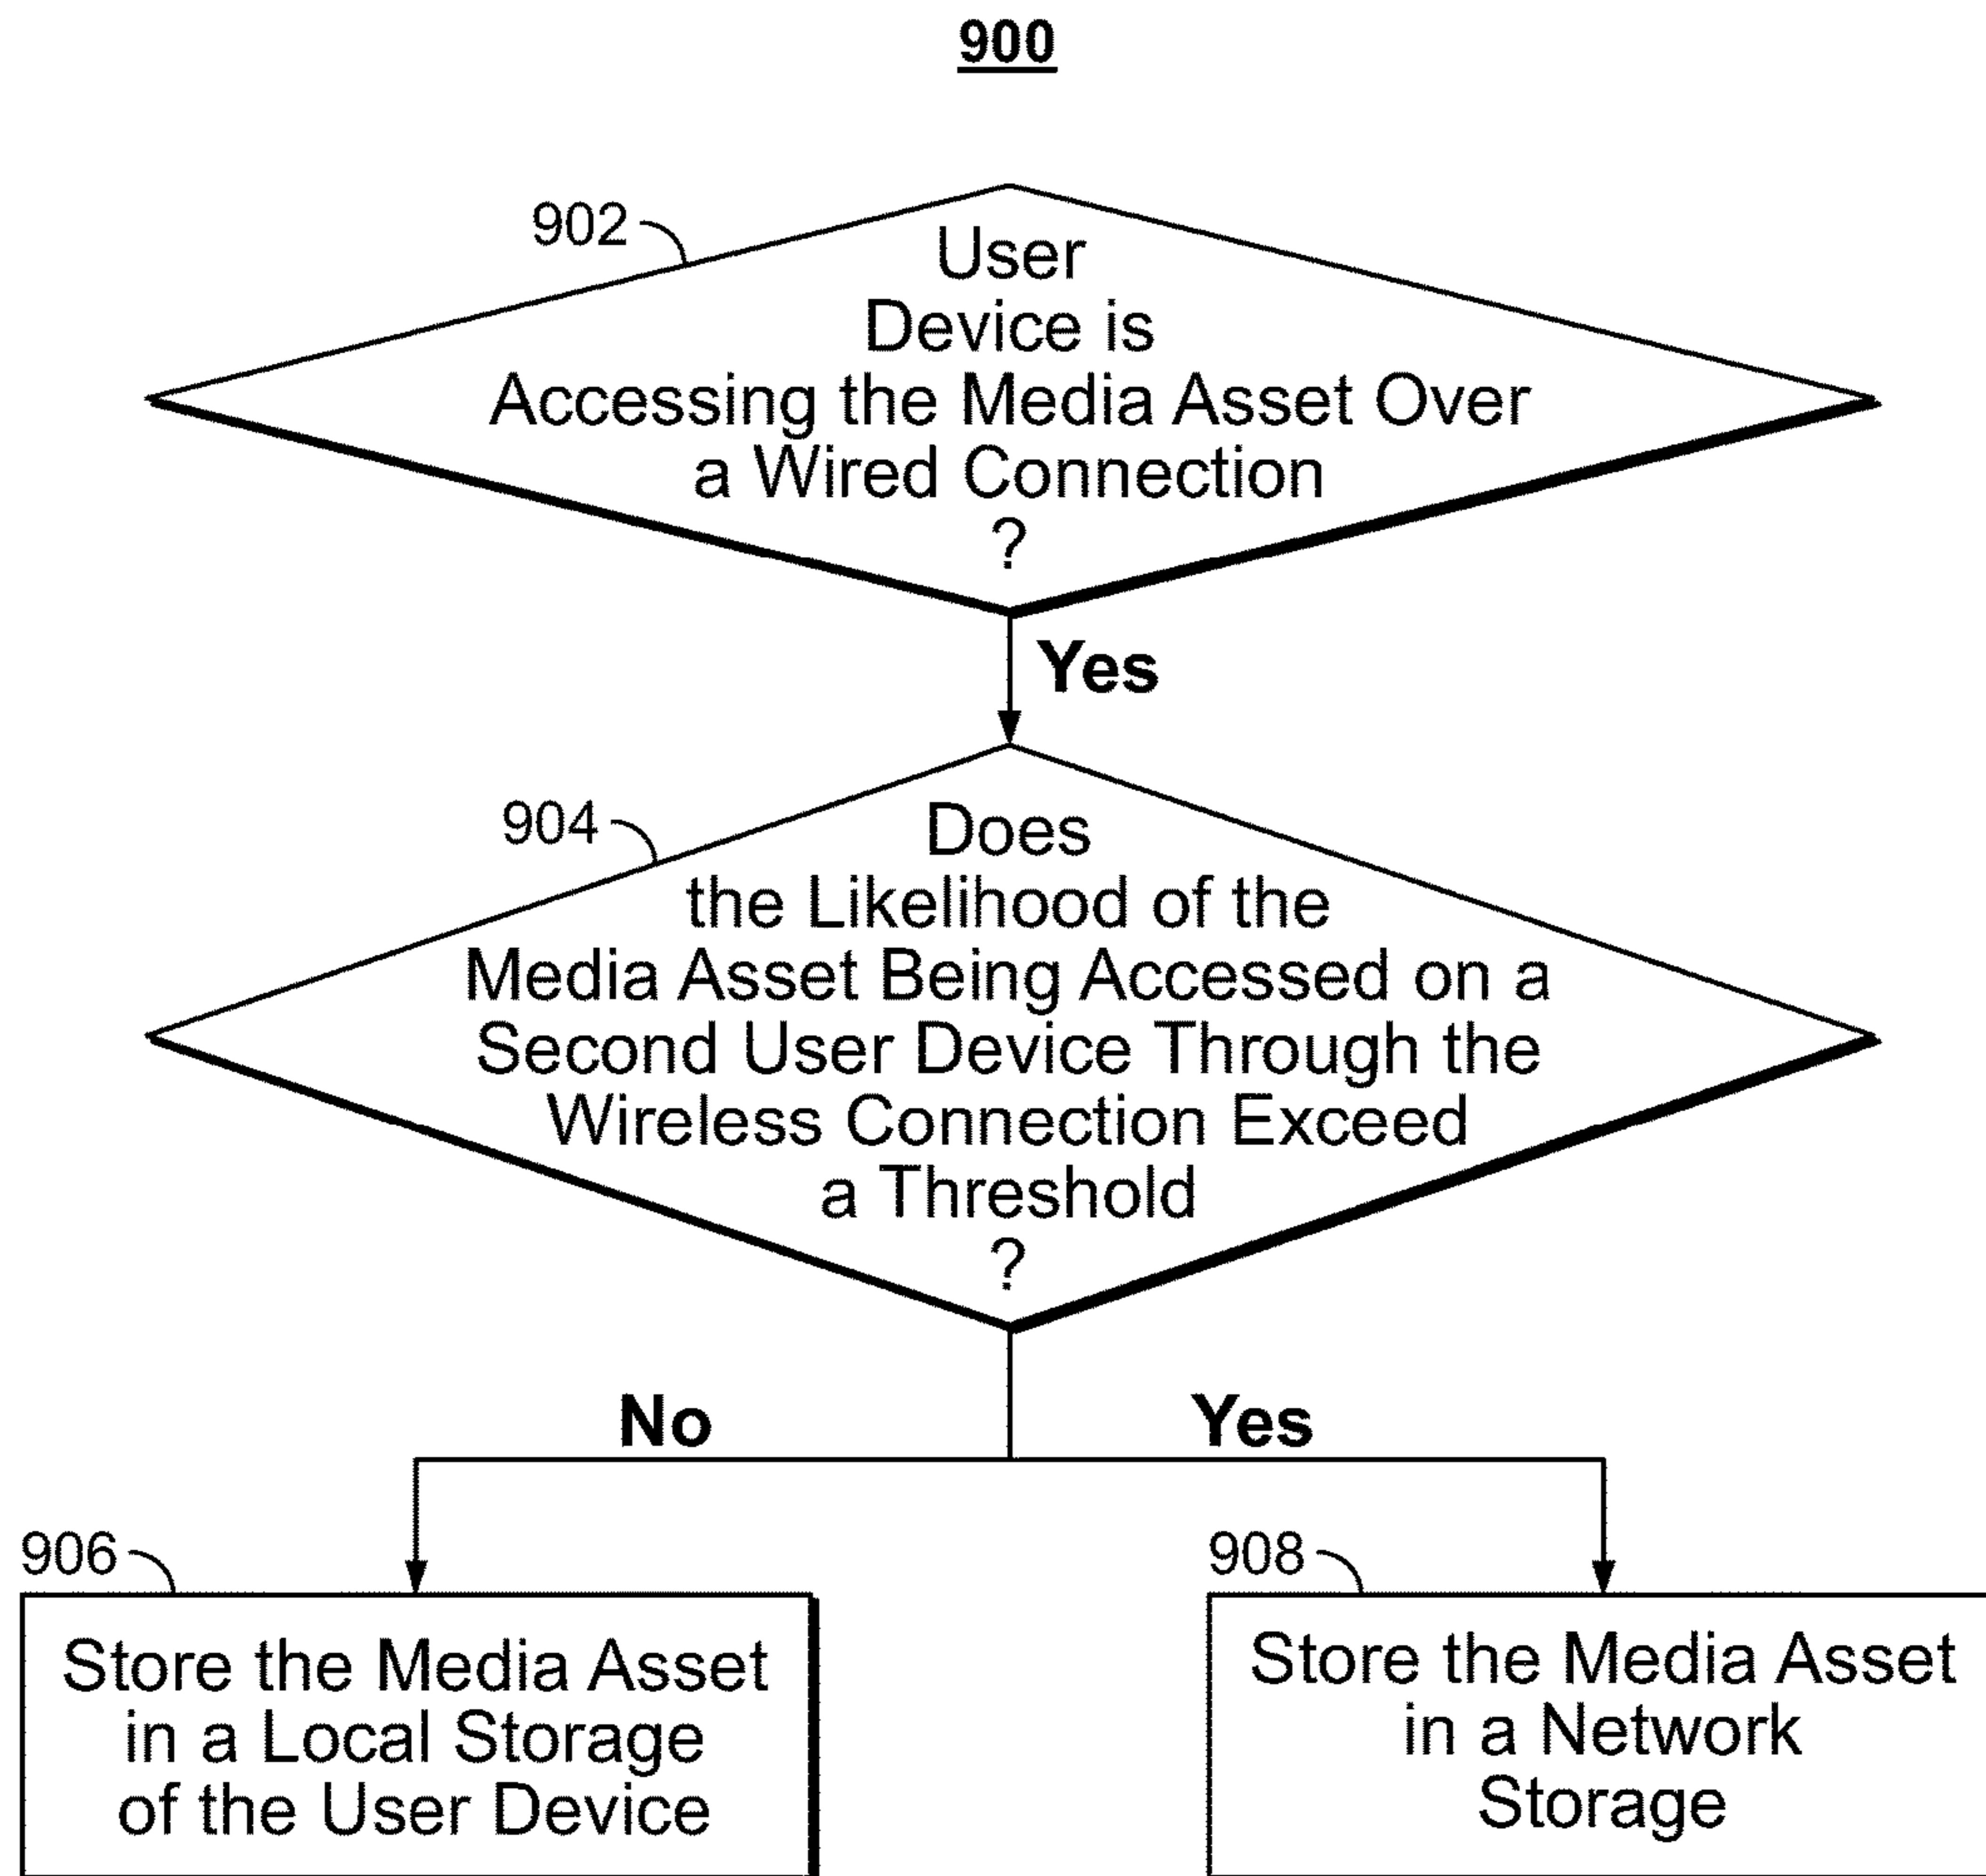 900
902
User
Device is
Accessing the Media Asset Over
a Wired Connection
?
Yes
904
Does
the Likelihood of the
Media Asset Being Accessed on a
Second User Device Through the
Wireless Connection Exceed
a Threshold
?
No
Yes
906
Store the Media Asset
in a Local Storage
of the User Device
908
Store the Media Asset
in a Network
Storage